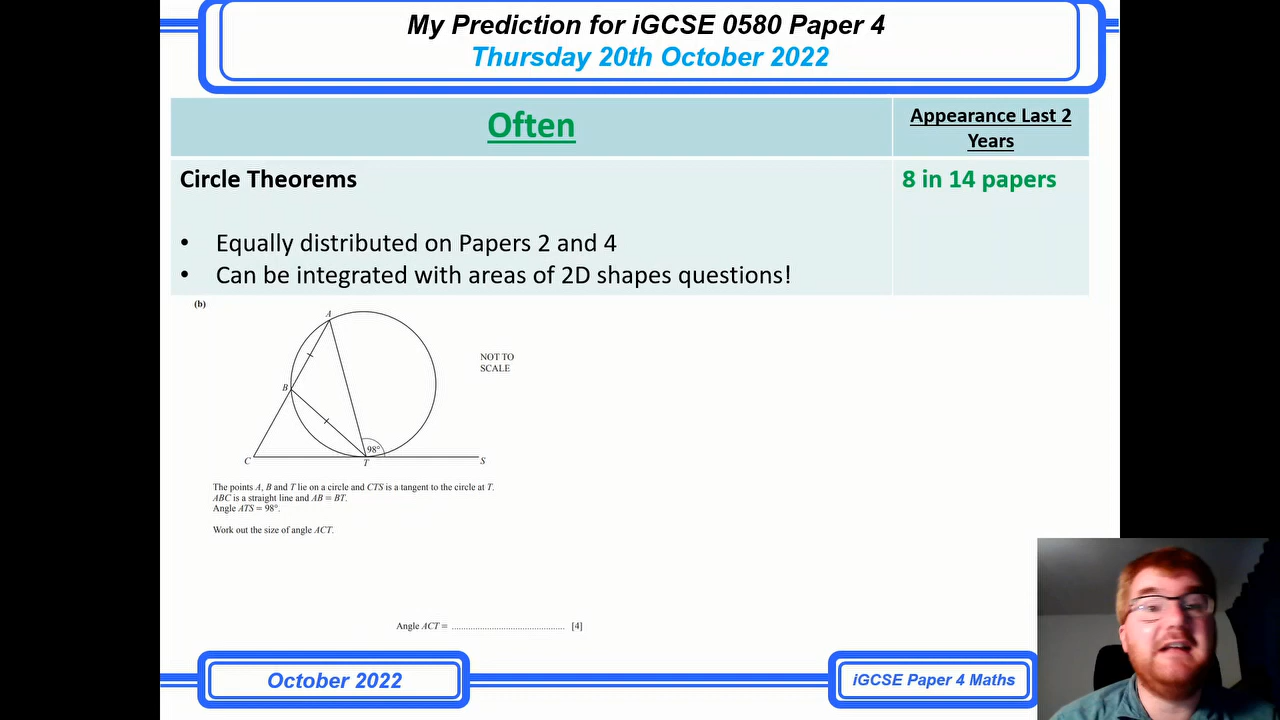 My Prediction for iGCSE 0580 Paper 4
Thursday 20th October 2022
Often
Appearance Last 2
Years
Circle Theorems
8 in 14 papers
• Equally distributed on Papers 2 and 4
• Can be integrated with areas of 2D shapes questions!
(b)
A
NOT TO
SCALE
B
98°
C
T
S
The points A, B and T lie on a circle and CTS is a tangent to the circle at T.
ABC is a straight line and AB = BT.
Angle ATS = 98°.
Work out the size of angle ACT.
Angle ACT = ............................................. [4]
October 2022
iGCSE Paper 4 Maths